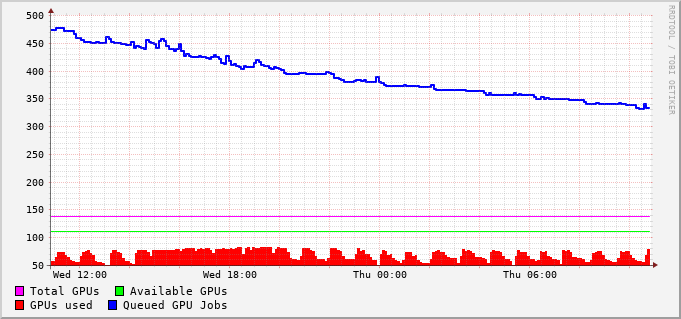 500
450
400
350
300
250
200
150
100
50
Wed 12:00 Wed 18:00 Thu 00:00 Thu 06:00
Total GPUs Available GPUs
GPUs used Queued GPU Jobs
RRDTOOL / TOBI OETIKER